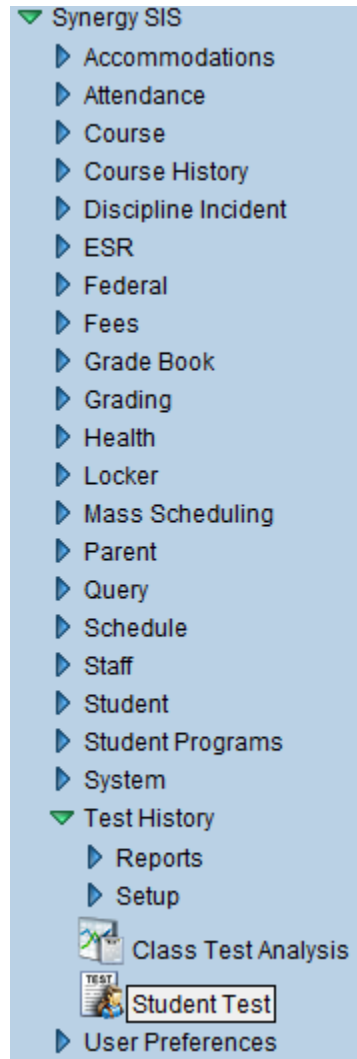 Synergy SIS
Accommodations
Attendance
Course
Course History
Discipline Incident
ESR
Federal
Fees
Grade Book
Grading
Health
Locker
Mass Scheduling
Parent
Query
Schedule
Staff
Student
Student Programs
System
Test History
Reports
Setup
Class Test Analysis
TEST
Student Test
User Preferences